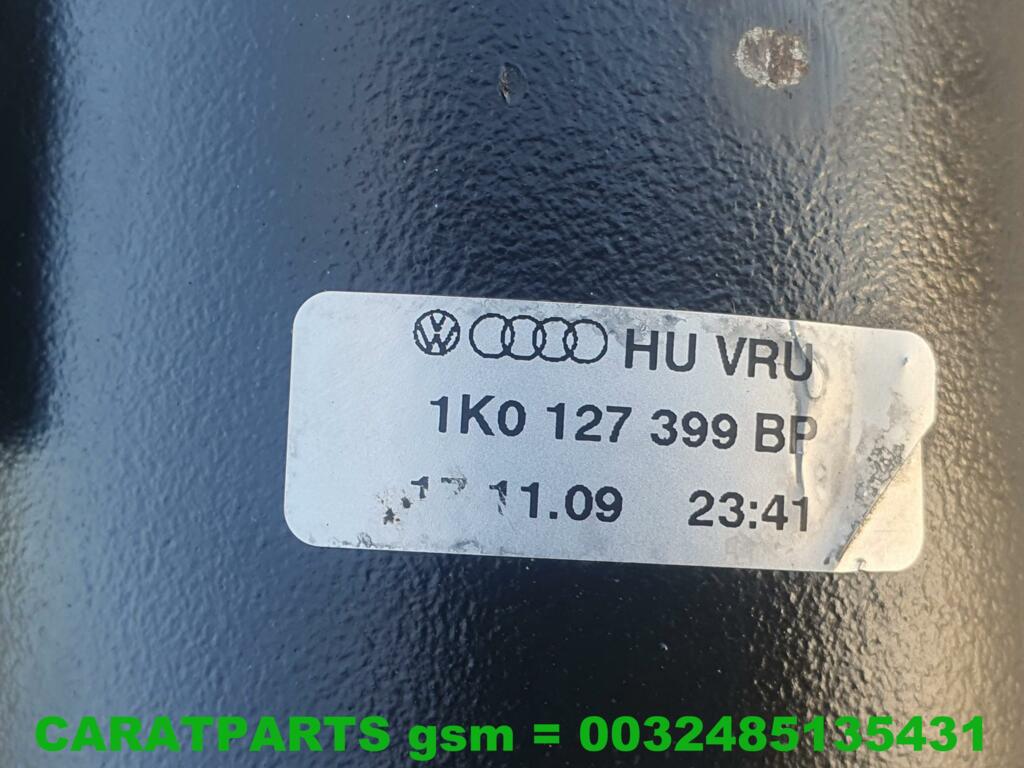 HU VRU
1K0 127 399 BP
11.09 23:41
CARATPARTS gsm = 0032485135431